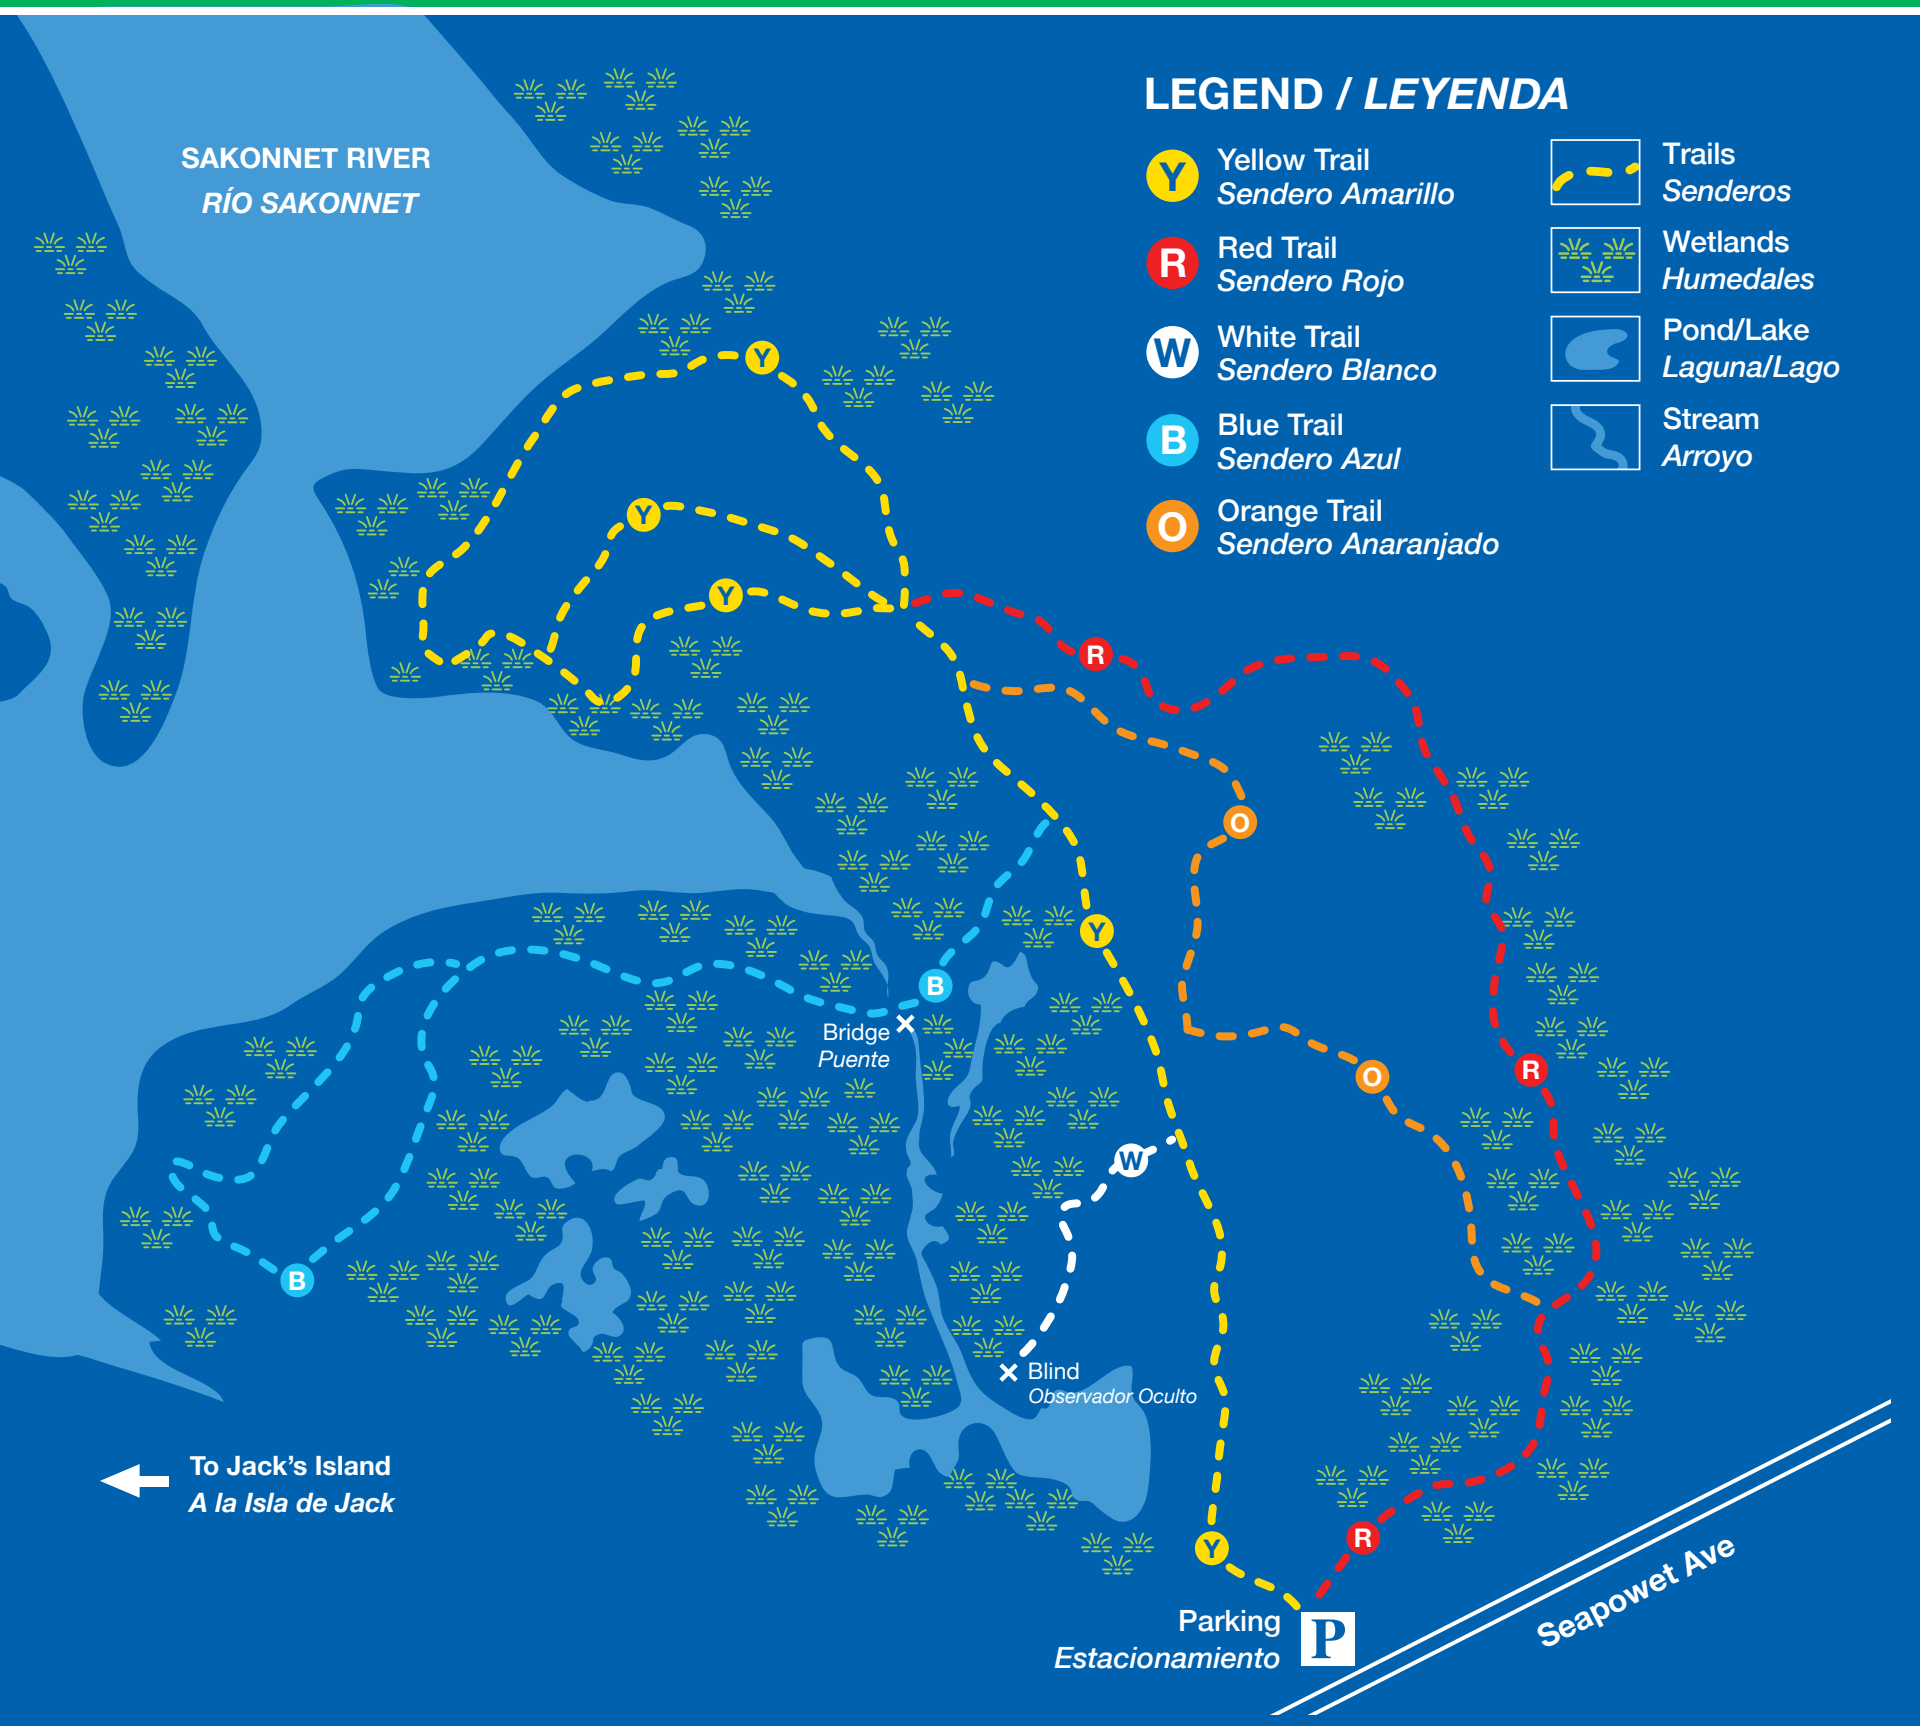 LEGEND / LEYENDA
Y
Yellow Trail
Sendero Amarillo
R
Red Trail
Sendero Rojo
W
White Trail
Sendero Blanco
B
Blue Trail
Sendero Azul
O
Orange Trail
Sendero Anaranjado
Trails
Senderos
Wetlands
Humedales
Pond/Lake
Laguna/Lago
Stream
Arroyo
SAKONNET RIVER
RÍO SAKONNET
Y
Y
Y
R
O
Y
B
Bridge
Puente
R
O
W
B
Blind
Observador Oculto
To Jack's Island
A la Isla de Jack
R
Y
Seapowet Ave
Parking
Estacionamiento
P